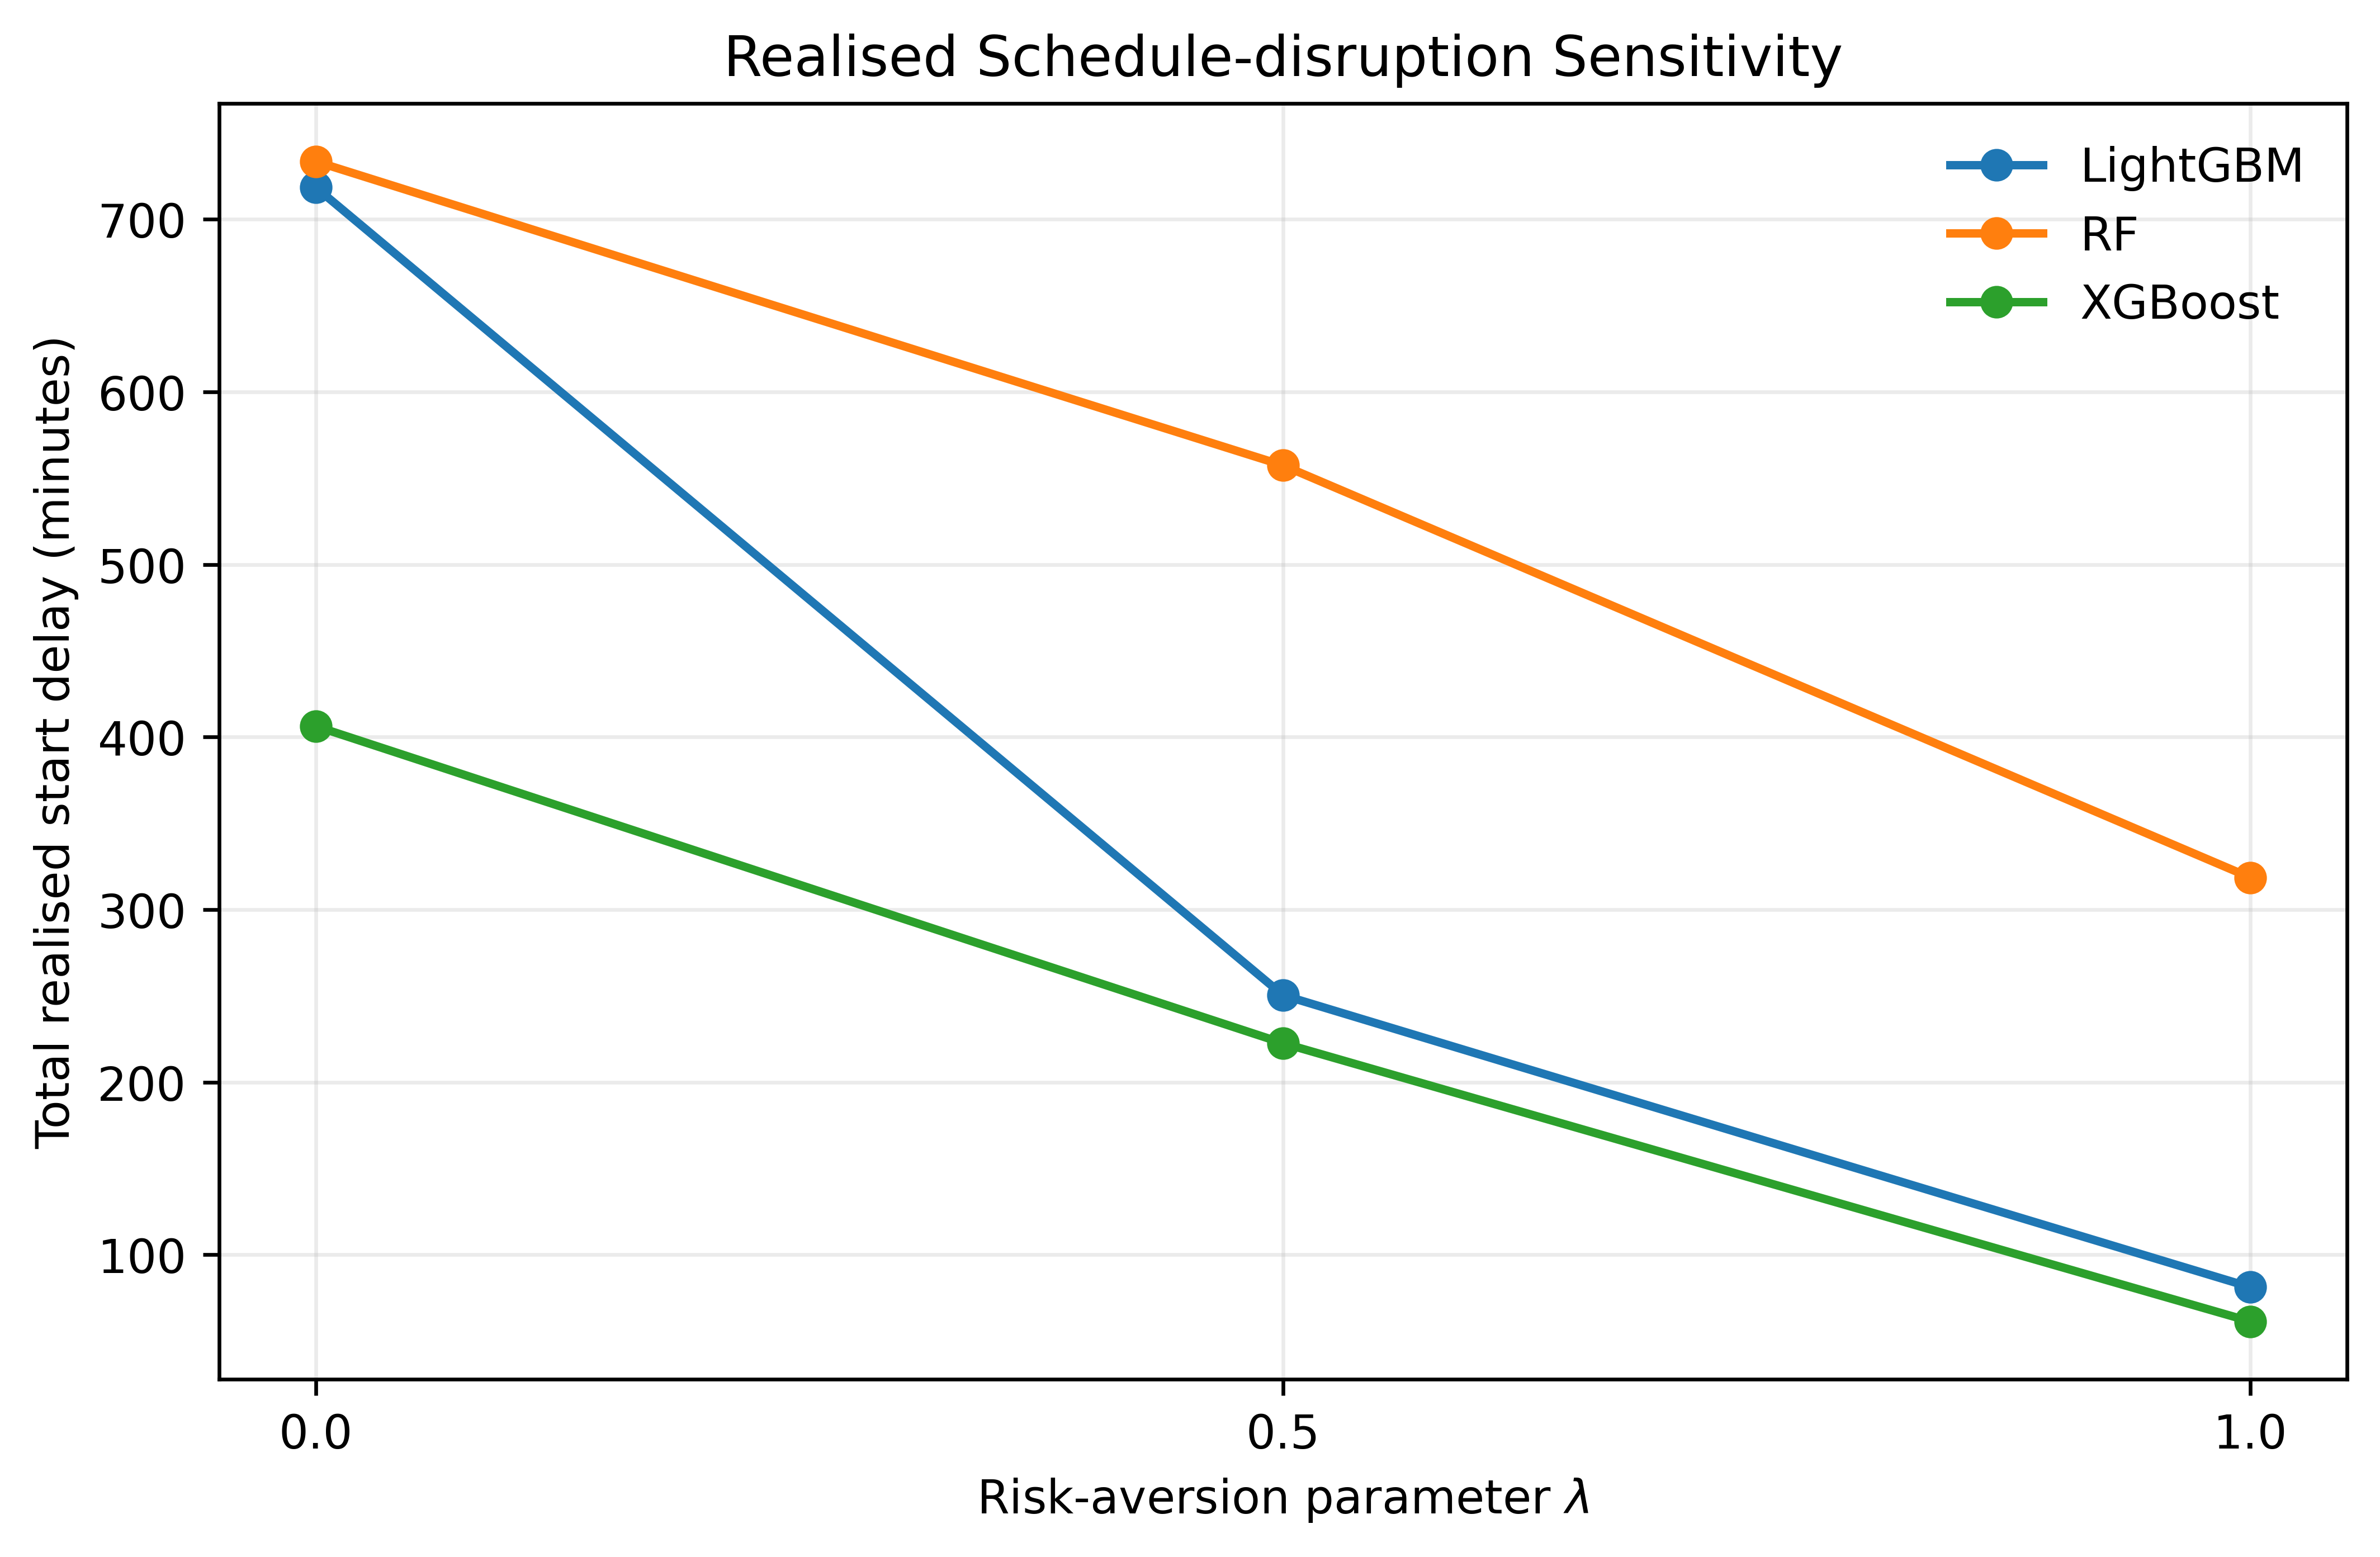 Realised Schedule-disruption Sensitivity
LightGBM
RF
XGBoost
Total realised start delay (minutes)
700
600
500
400
300
200
100
0.0
0.5
1.0
Risk-aversion parameter λ